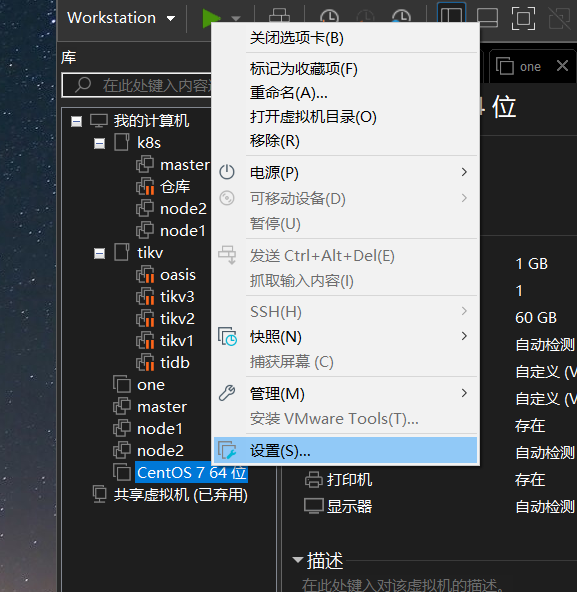 Workstation
库
在此处键入内容
我的计算机
k8s
master
仓库
node2
node1
tikv
oasis
tikv3
tikv2
tikv1
tidb
one
master
node1
node2
CentOS 7 64 位
共享虚拟机 (已弃用)
关闭选项卡(B)
标记为收藏项(F)
重命名(A)...
打开虚拟机目录(O)
移除(R)
电源(P)
可移动设备(D)
暂停(U)
发送 Ctrl+Alt+Del(E)
抓取输入内容(I)
SSH(H)
快照(N)
捕获屏幕 (C)
管理(M)
安装 VMware Tools(T)...
设置(S)...
one
4 位
1 GB
1
60 GB
自动检测
自定义 (V
自定义 (V
存在
自动检测
打印机
存在
显示器
自动检测
描述
在此处键入对该虚拟机的描述。